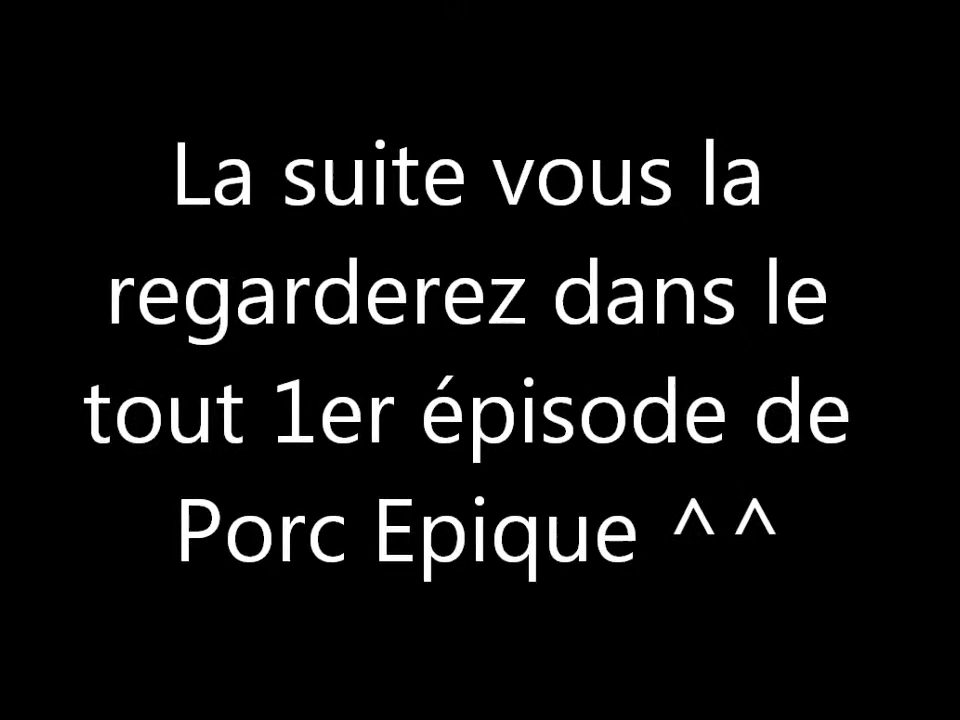 La suite vous la
regarderez dans le
tout 1er épisode de
Porc Epique ^^